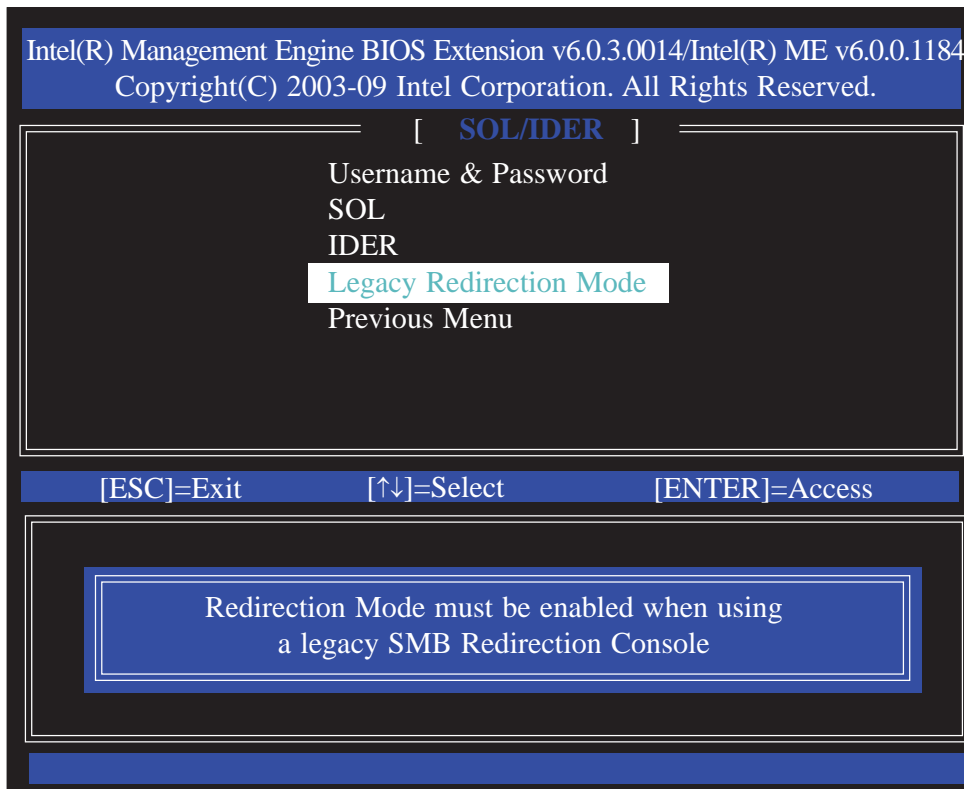 Intel(R) Management Engine BIOS Extension v6.0.3.0014/Intel(R) ME v6.0.0.1184
Copyright(C) 2003-09 Intel Corporation. All Rights Reserved.
[ SOL/IDER ]
Username & Password
SOL
IDER
Legacy Redirection Mode
Previous Menu
[ESC]=Exit [↑↓]=Select [ENTER]=Access
Redirection Mode must be enabled when using
a legacy SMB Redirection Console